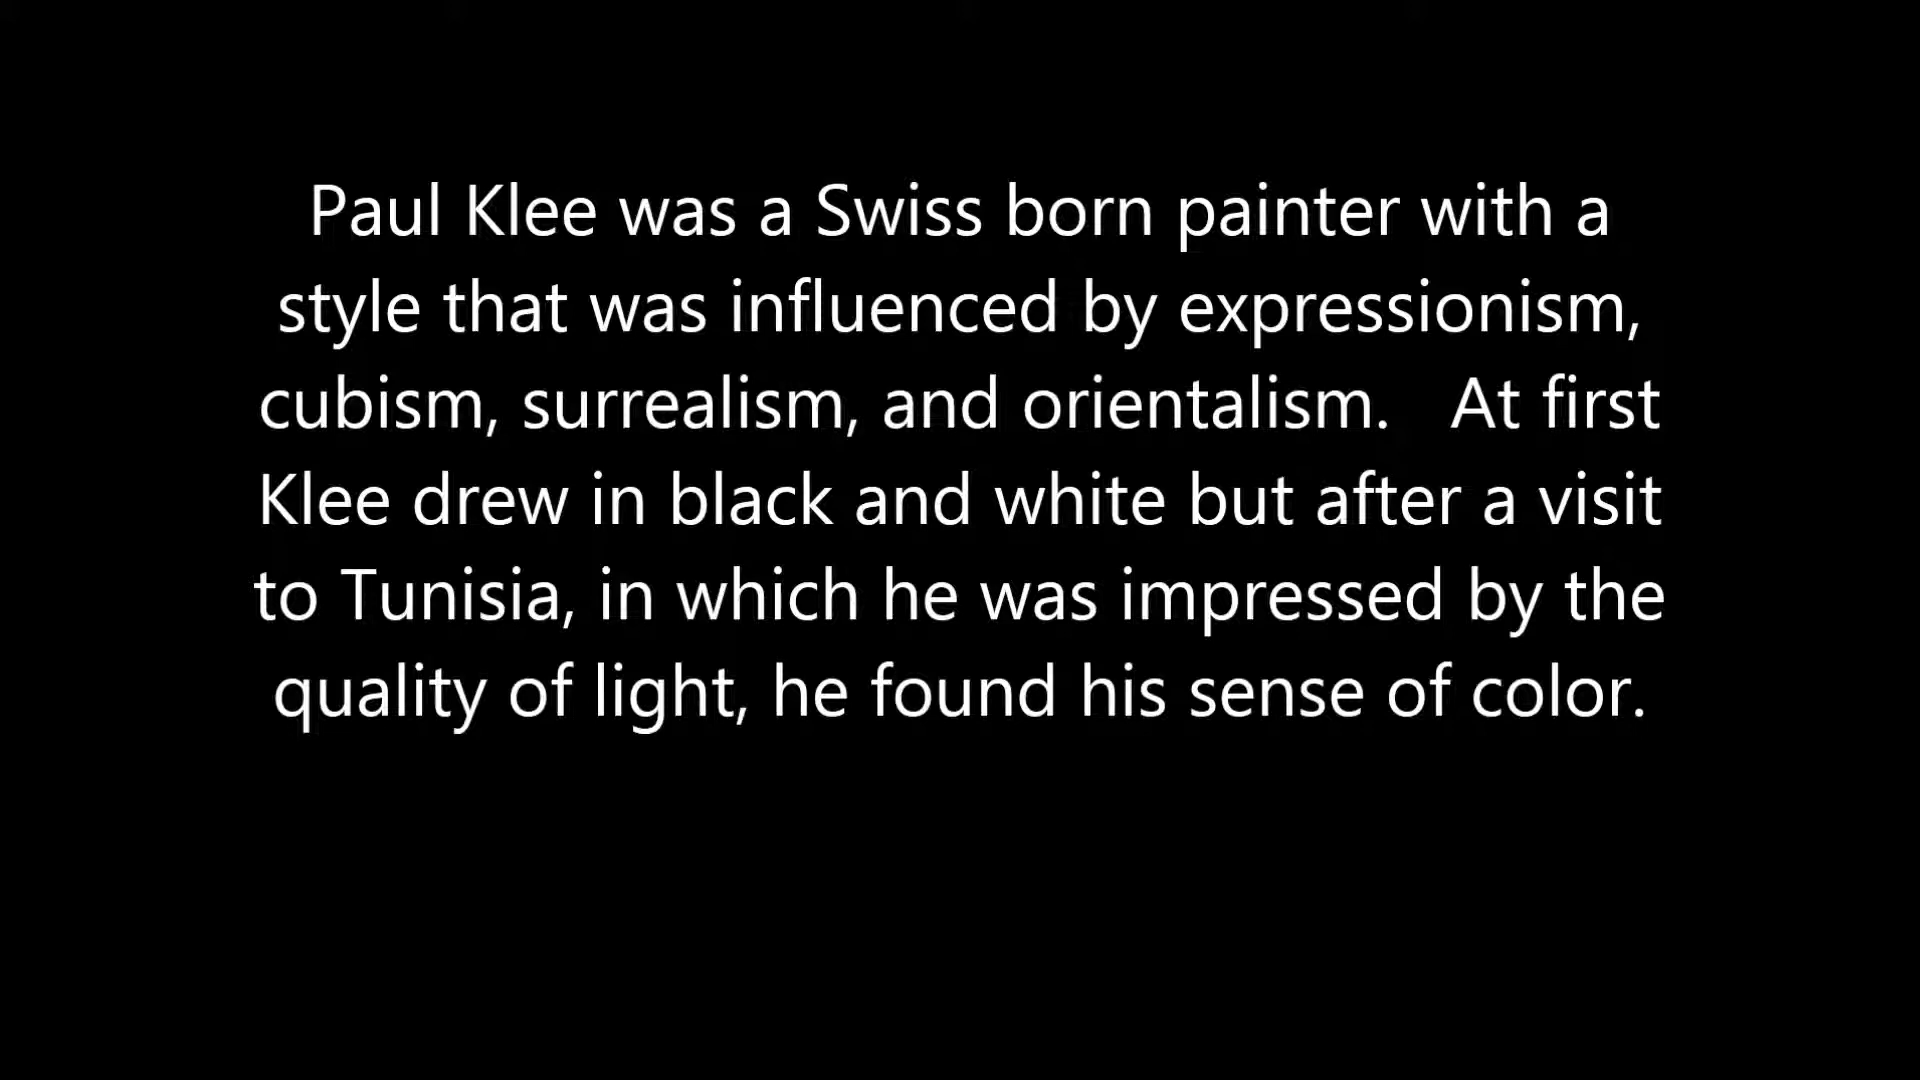 Paul Klee was a Swiss born painter with a
style that was influenced by expressionism,
cubism, surrealism, and orientalism.   At first
Klee drew in black and white but after a visit
to Tunisia, in which he was impressed by the
quality of light, he found his sense of color.